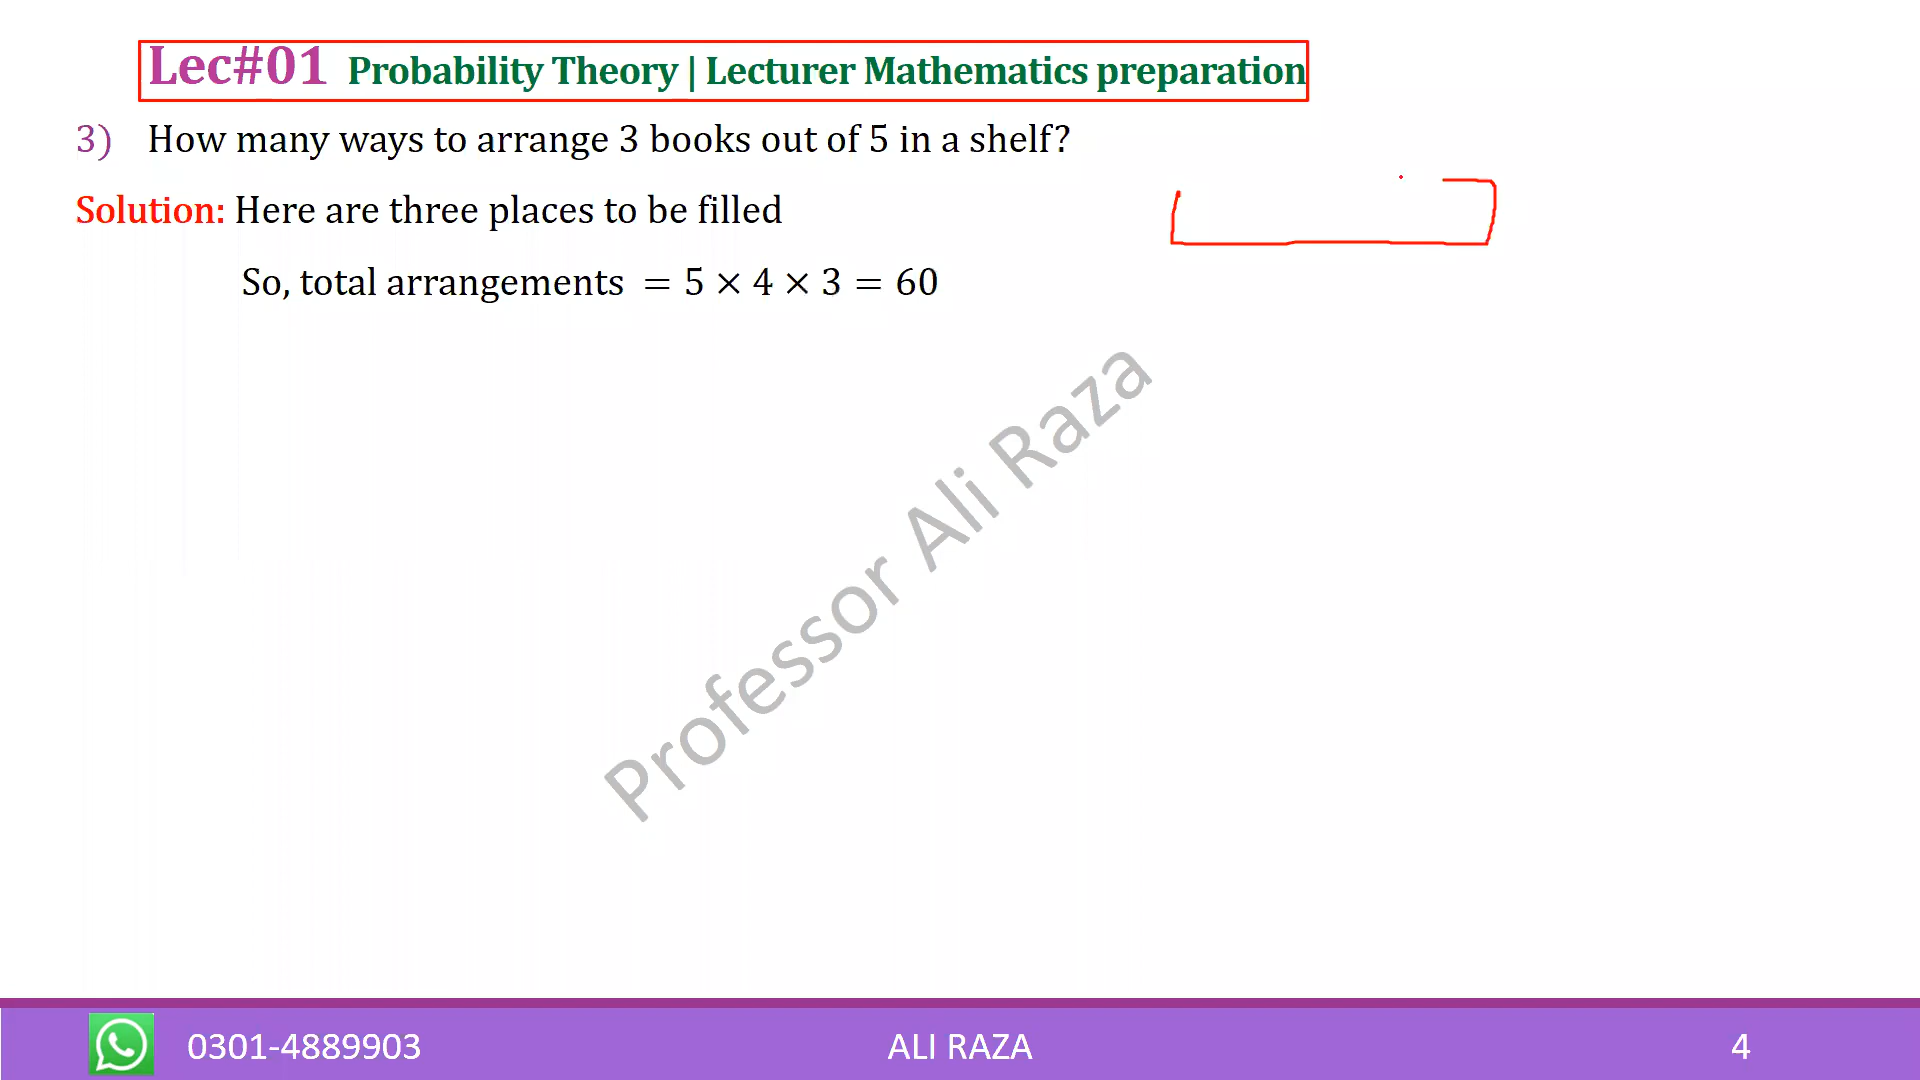 Lec#01 Probability Theory | Lecturer Mathematics preparation
3) How many ways to arrange 3 books out of 5 in a shelf?
Solution: Here are three places to be filled
So, total arrangements = 5 × 4 × 3 = 60
Professor Ali Raza
0301-4889903 ALI RAZA 4